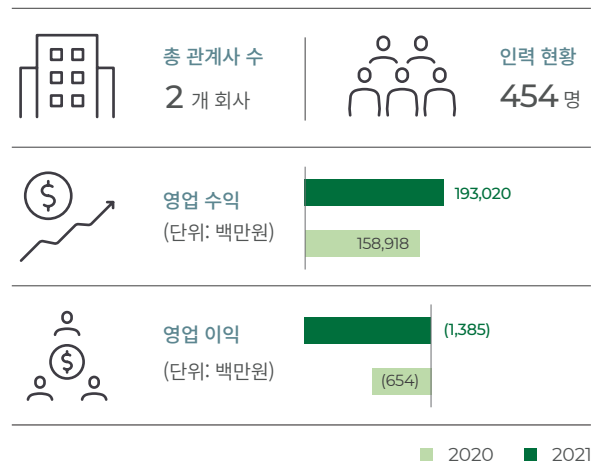 총 관계사 수
2 개 회사
인력 현황
454 명
$
영업 수익
(단위: 백만원)
193,020
158,918
$
영업 이익
(단위: 백만원)
(1,385)
(654)
2020 2021